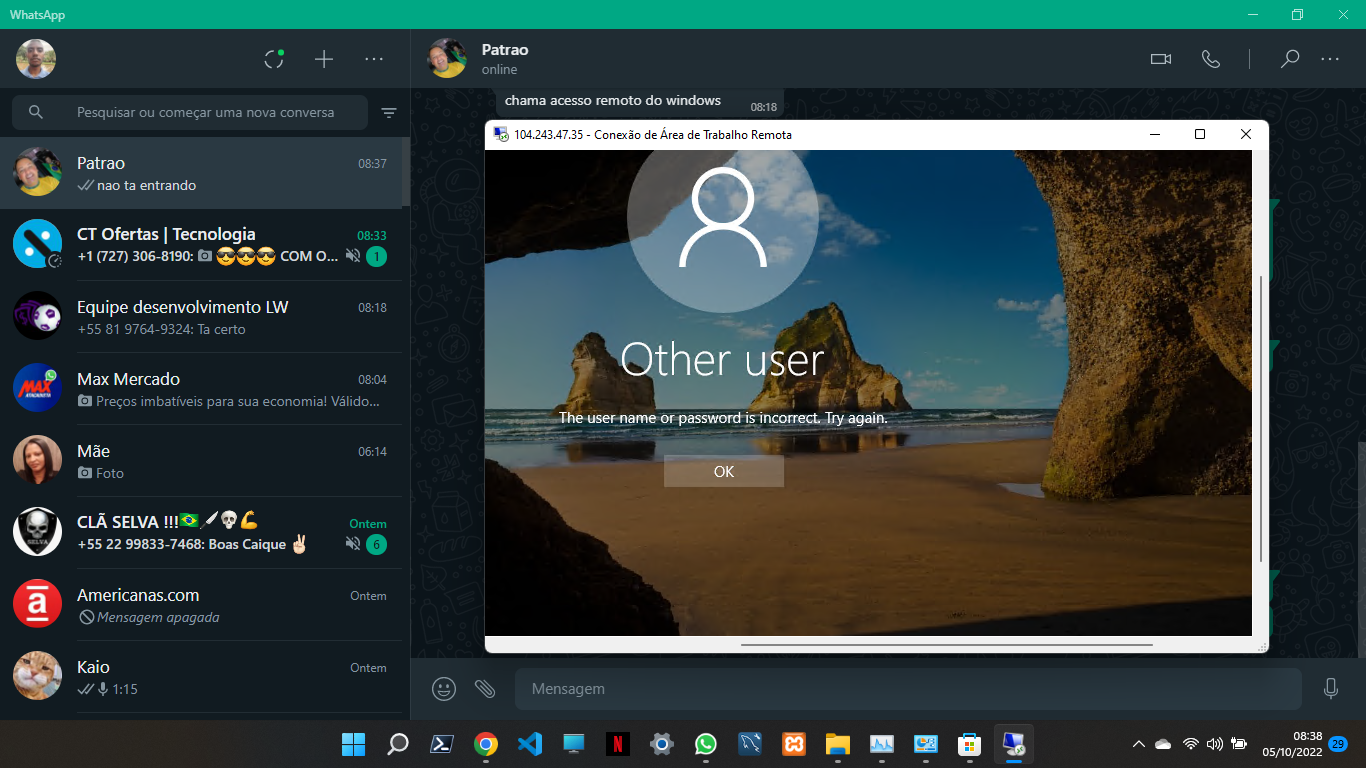 WhatsApp
Pesquisar ou começar uma nova conversa
Patrao
08:37
nao ta entrando
CT Ofertas | Tecnologia
08:33
+1 (727) 306-8190: 📷 😎😎😎 COM O...
1
Equipe desenvolvimento LW
08:18
+55 81 9764-9324: Ta certo
MAX
Max Mercado
08:04
Preços imbatíveis para sua economia! Válido...
Mãe
06:14
Foto
SELVA
CLÃ SELVA !!!🇧🇷🔪💀💪
Ontem
+55 22 99833-7468: Boas Caique ✌🏻
6
a
Americanas.com
Ontem
Mensagem apagada
Kaio
Ontem
1:15
Patrao
online
chama acesso remoto do windows
08:18
104.243.47.35 - Conexão de Área de Trabalho Remota
Other user
The user name or password is incorrect. Try again.
OK
Mensagem
N
08:38
05/10/2022
29